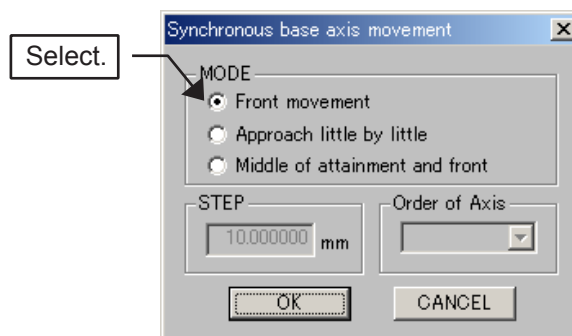 Synchronous base axis movement
Select.
MODE
Front movement
Approach little by little
Middle of attainment and front
STEP
10.000000 mm
Order of Axis
OK
CANCEL